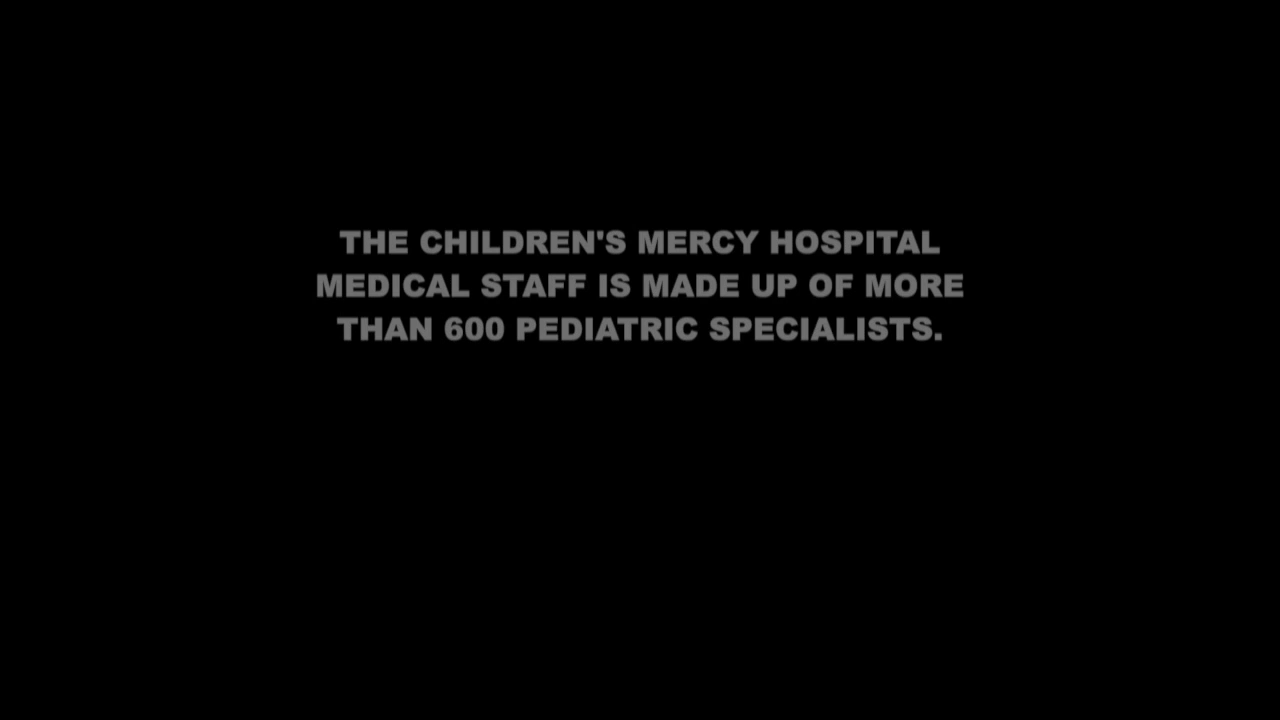 THE CHILDREN'S MERCY HOSPITAL
MEDICAL STAFF IS MADE UP OF MORE
THAN 600 PEDIATRIC SPECIALISTS.